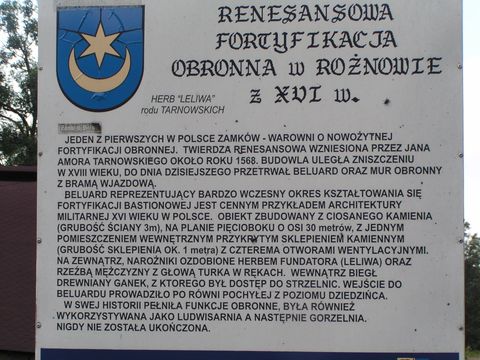 RENESANSOWA
FORTYFIKACJA
OBRONNA w ROŻNOWIE
z XVI w.
HERB "LELIWA"
rodu TARNOWSKICH
JEDEN Z PIERWSZYCH W POLSCE ZAMKÓW - WAROWNI O NOWOŻYTNEJ
FORTYFIKACJI OBRONNEJ. TWIERDZA RENESANSOWA WZNIESIONA PRZEZ JANA
AMORA TARNOWSKIEGO OKOŁO ROKU 1568. BUDOWLA ULEGŁA ZNISZCZENIU
W XVIII WIEKU, DO DNIA DZISIEJSZEGO PRZETRWAŁ BELUARD ORAZ MUR OBRONNY
Z BRAMĄ WJAZDOWĄ.
BELUARD REPREZENTUJĄCY BARDZO WCZESNY OKRES KSZTAŁTOWANIA SIĘ
FORTYFIKACJI BASTIONOWEJ JEST CENNYM PRZYKŁADEM ARCHITEKTURY
MILITARNEJ XVI WIEKU W POLSCE. OBIEKT ZBUDOWANY Z CIOSANEGO KAMIENIA
(GRUBOŚĆ ŚCIANY 3m), NA PLANIE PIĘCIOBOKU O OSI 30 metrów, Z JEDNYM
POMIESZCZENIEM WEWNĘTRZNYM PRZYKRYTYM SKLEPIENIEM KAMIENNYM
(GRUBOŚĆ SKLEPIENIA OK. 1 metra) Z CZTEREMA OTWORAMI WENTYLACYJNYMI.
NA ZEWNĄTRZ, NAROŻNIKI OZDOBIONE HERBEM FUNDATORA (LELIWA) ORAZ
RZEŹBĄ MĘŻCZYZNY Z GŁOWĄ TURKA W RĘKACH. WEWNĄTRZ BIEGŁ
DREWNIANY GANEK, Z KTOREGO BYŁ DOSTĘP DO STRZELNIC. WEJŚCIE DO
BELUARDU PROWADZIŁO PO RÓWNI POCHYŁEJ Z POZIOMU DZIEDZIŃCA.
W SWEJ HISTORII PEŁNIŁA FUNKCJE OBRONNE, BYŁA RÓWNIEŻ
WYKORZYSTYWANA JAKO LUDWISARNIA A NASTĘPNIE GORZELNIA.
NIGDY NIE ZOSTAŁA UKOŃCZONA.